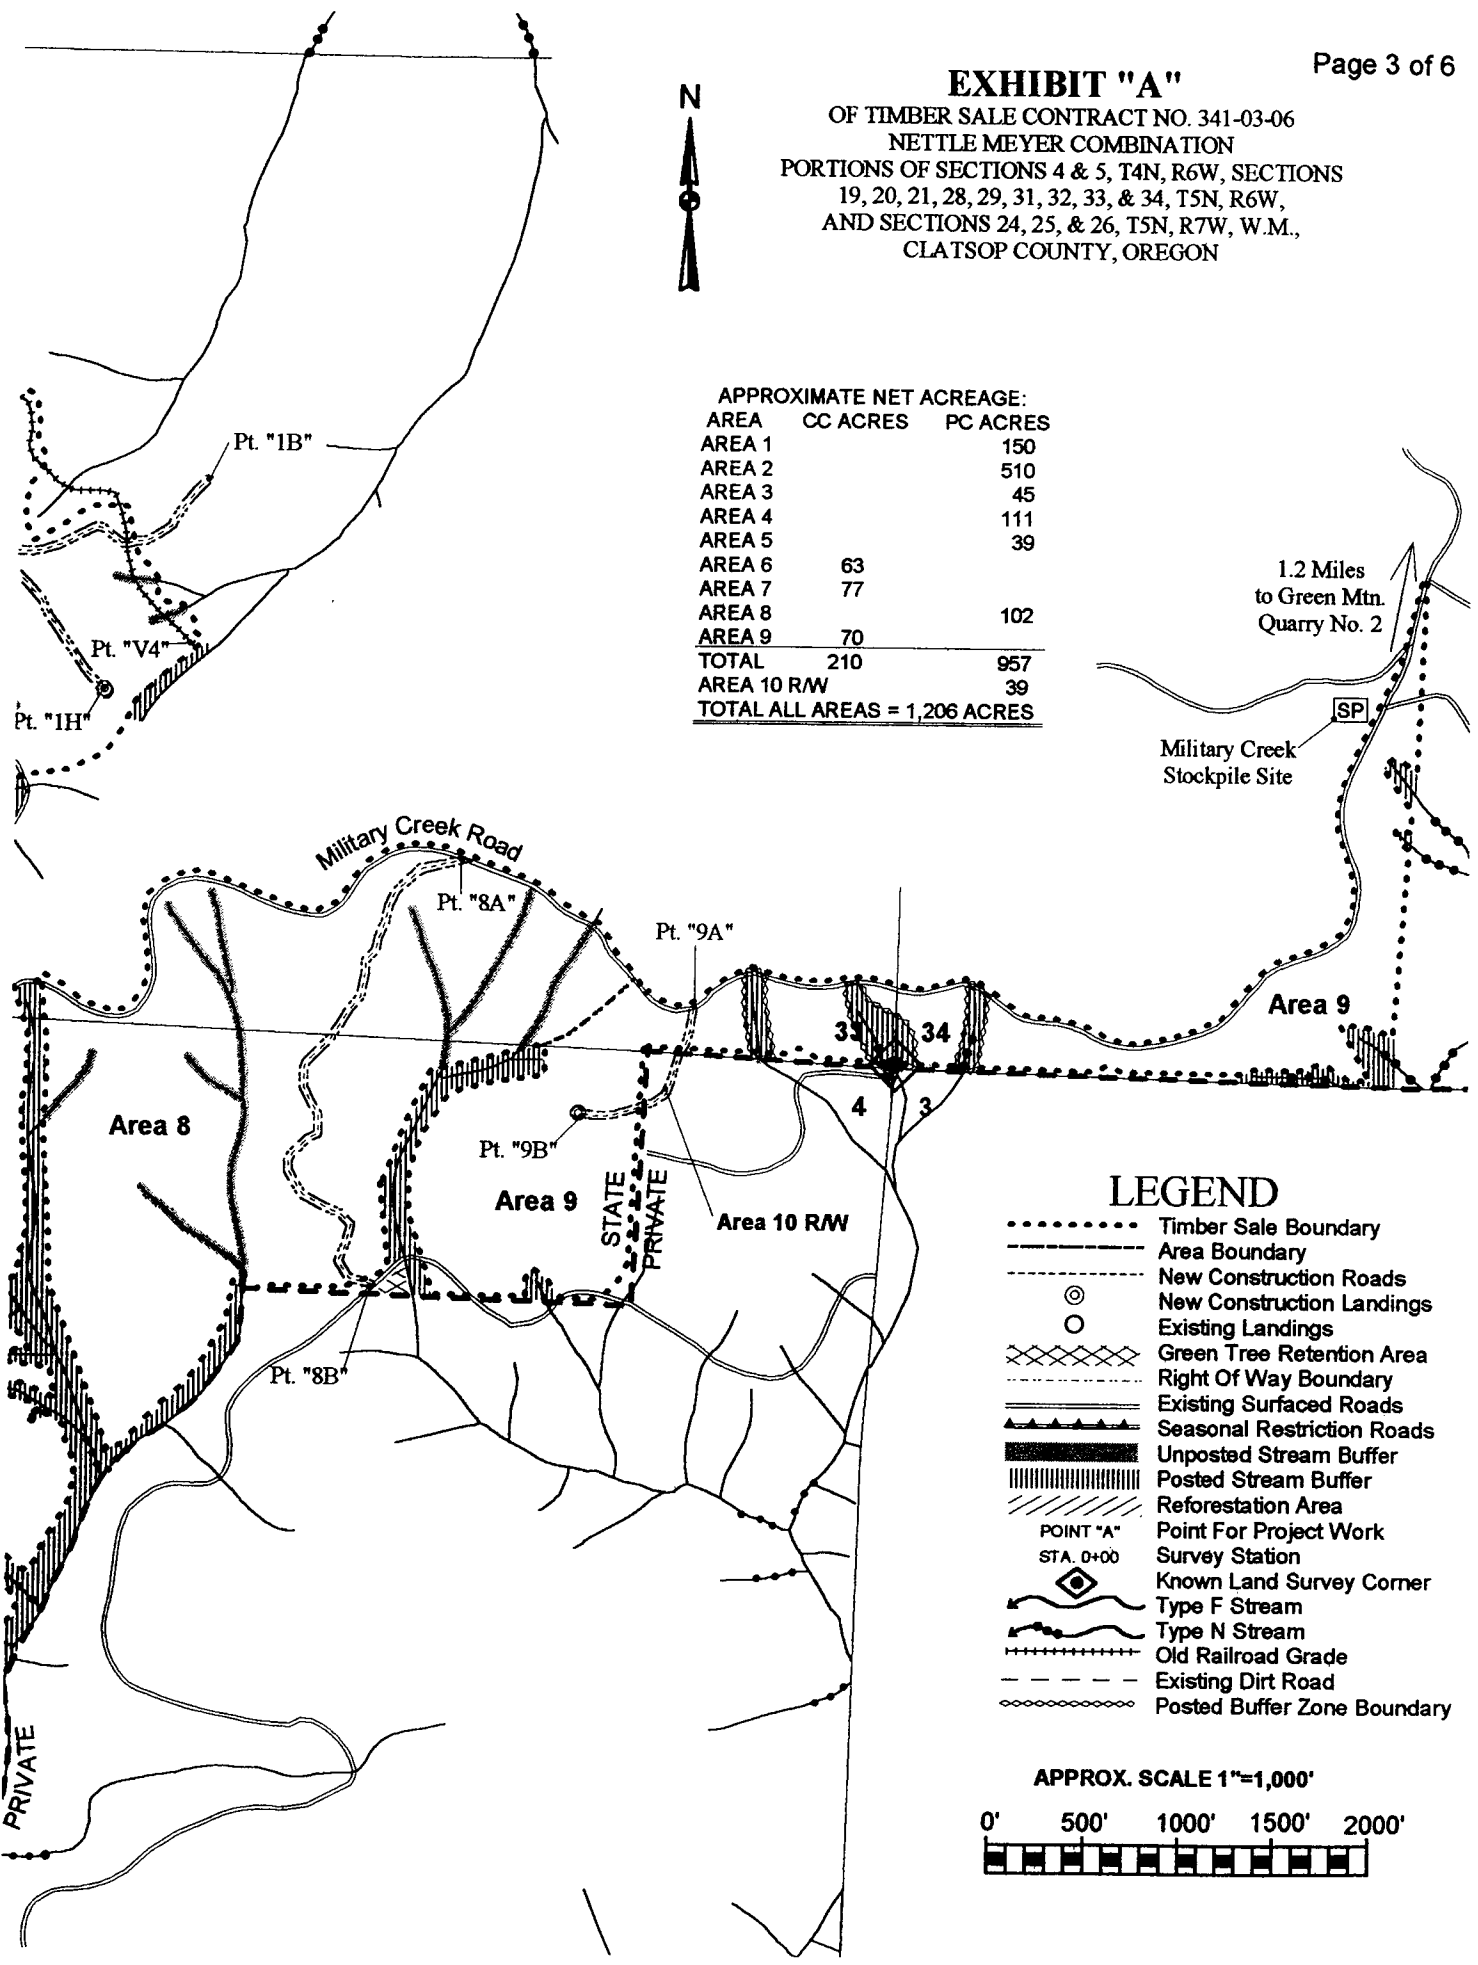 Page 3 of 6
EXHIBIT "A"
OF TIMBER SALE CONTRACT NO. 341-03-06
NETTLE MEYER COMBINATION
PORTIONS OF SECTIONS 4 & 5, T4N, R6W, SECTIONS
19, 20, 21, 28, 29, 31, 32, 33, & 34, T5N, R6W,
AND SECTIONS 24, 25, & 26, T5N, R7W, W.M.,
CLATSOP COUNTY, OREGON
N
APPROXIMATE NET ACREAGE:
AREA CC ACRES PC ACRES
AREA 1 150
AREA 2 510
AREA 3 45
AREA 4 111
AREA 5 39
AREA 6 63
AREA 7 77
AREA 8 102
AREA 9 70
TOTAL 210 957
AREA 10 R/W 39
TOTAL ALL AREAS = 1,206 ACRES
Pt. "1B"
Pt. "V4"
Pt. "1H"
1.2 Miles
to Green Mtn.
Quarry No. 2
SP
Military Creek
Stockpile Site
Military Creek Road
Pt. "8A"
Pt. "9A"
Area 9
33 34
4 3
Area 8
Pt. "9B"
Area 9
STATE
PRIVATE
Area 10 R/W
Pt. "8B"
PRIVATE
LEGEND
Timber Sale Boundary
Area Boundary
New Construction Roads
New Construction Landings
Existing Landings
Green Tree Retention Area
Right Of Way Boundary
Existing Surfaced Roads
Seasonal Restriction Roads
Unposted Stream Buffer
Posted Stream Buffer
Reforestation Area
POINT "A" Point For Project Work
STA. 0+00 Survey Station
Known Land Survey Corner
Type F Stream
Type N Stream
Old Railroad Grade
Existing Dirt Road
Posted Buffer Zone Boundary
APPROX. SCALE 1"=1,000'
0' 500' 1000' 1500' 2000'